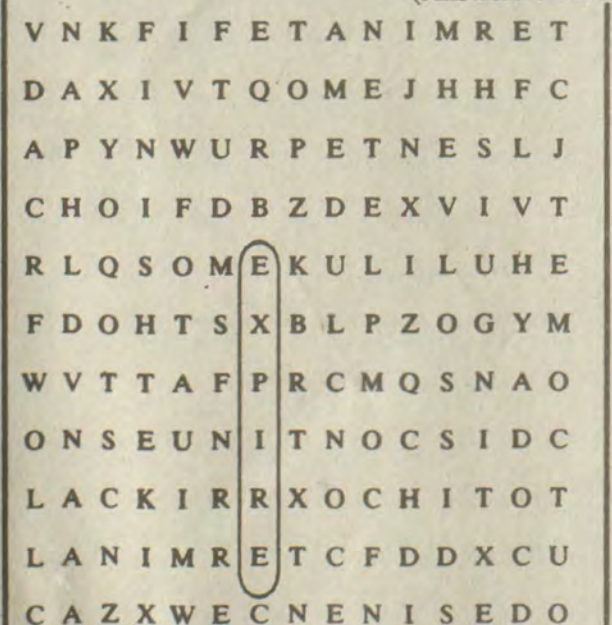 V N K F I F E T A N I M R E T
D A X I V T Q O M E J H H F C
A P Y N W U R P E T N E S L J
C H O I F D B Z D E X V I V T
R L Q S O M E K U L I L U H E
F D O H T S X B L P Z O G Y M
W V T T A F P R C M Q S N A O
O N S E U N I T N O C S I D C
L A C K I R R X O C H I T O T
L A N I M R E T C F D D X C U
C A Z X W E C N E N I S E D O